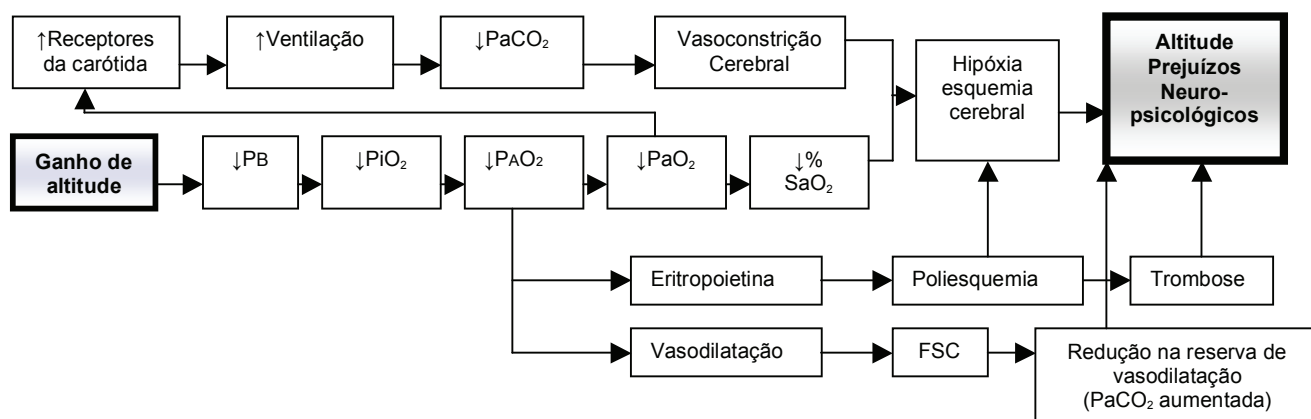 ↑Receptores
da carótida
↑Ventilação
↓PaCO₂
Vasoconstrição
Cerebral
Hipóxia
esquemia
cerebral
Altitude
Prejuízos
Neuro-
psicológicos
Ganho de
altitude
↓PB
↓PiO₂
↓PAO₂
↓PaO₂
↓%
SaO₂
Eritropoietina
Poliesquemia
Trombose
Vasodilatação
FSC
Redução na reserva de
vasodilatação
(PaCO₂ aumentada)